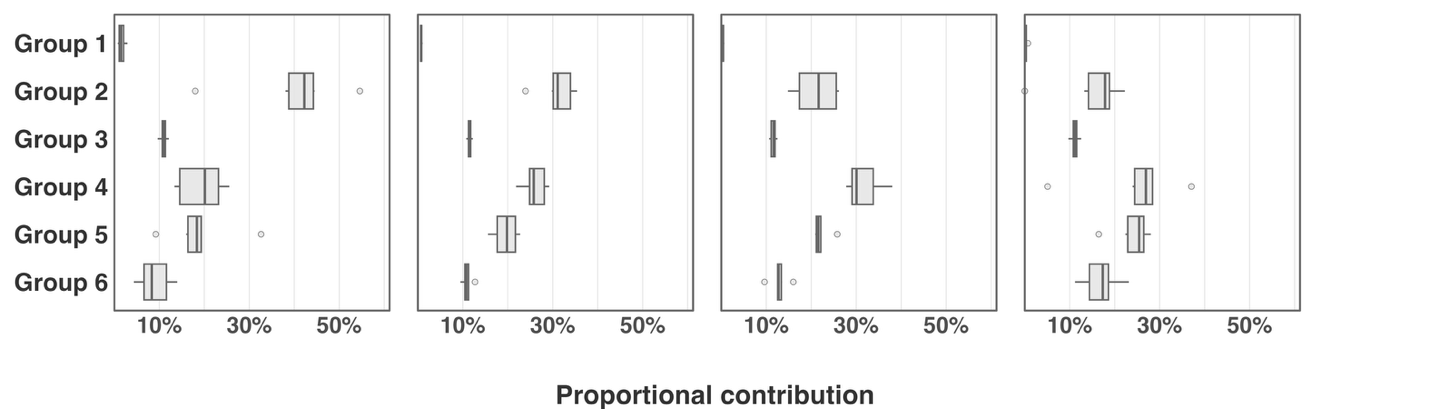 Group 1
Group 2
Group 3
Group 4
Group 5
Group 6
10% 30% 50% 10% 30% 50% 10% 30% 50% 10% 30% 50%
Proportional contribution